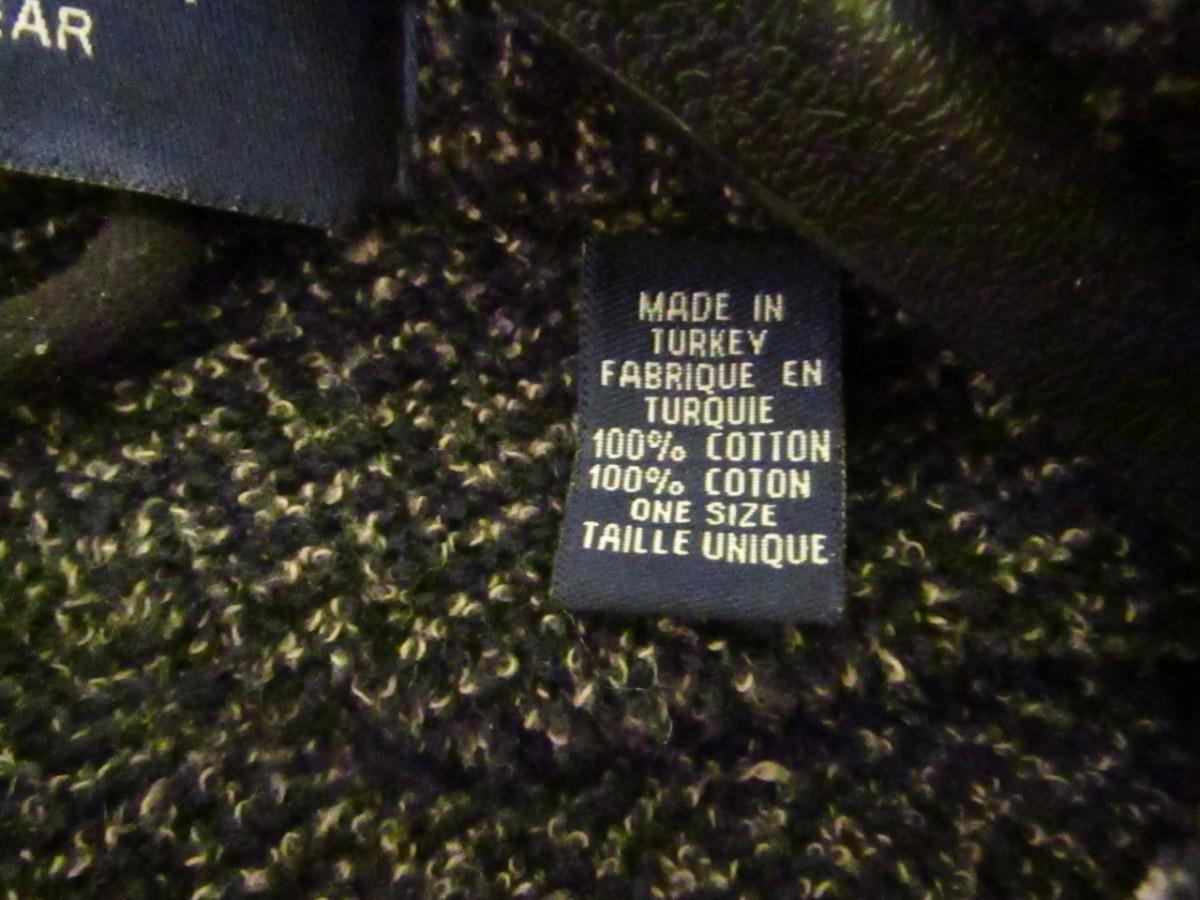 EAR
MADE IN
TURKEY
FABRIQUE EN
TURQUIE
100% COTTON
100% COTON
ONE SIZE
TAILLE UNIQUE